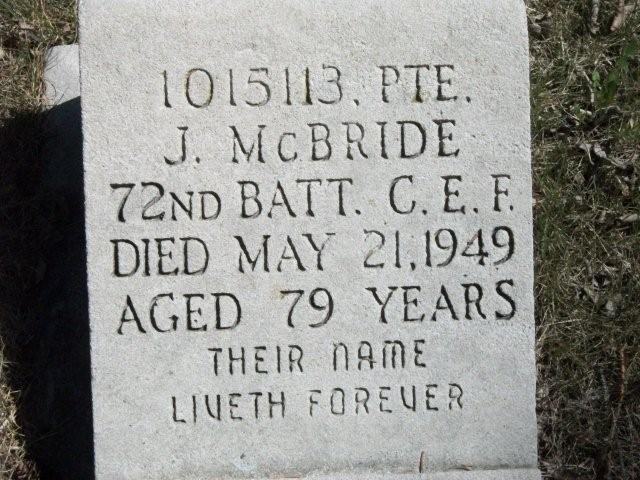 1015113. PTE.
J. McBRIDE
72ND BATT. C.E.F.
DIED MAY 21, 1949
AGED 79 YEARS
THEIR NAME
LIVETH FOREVER